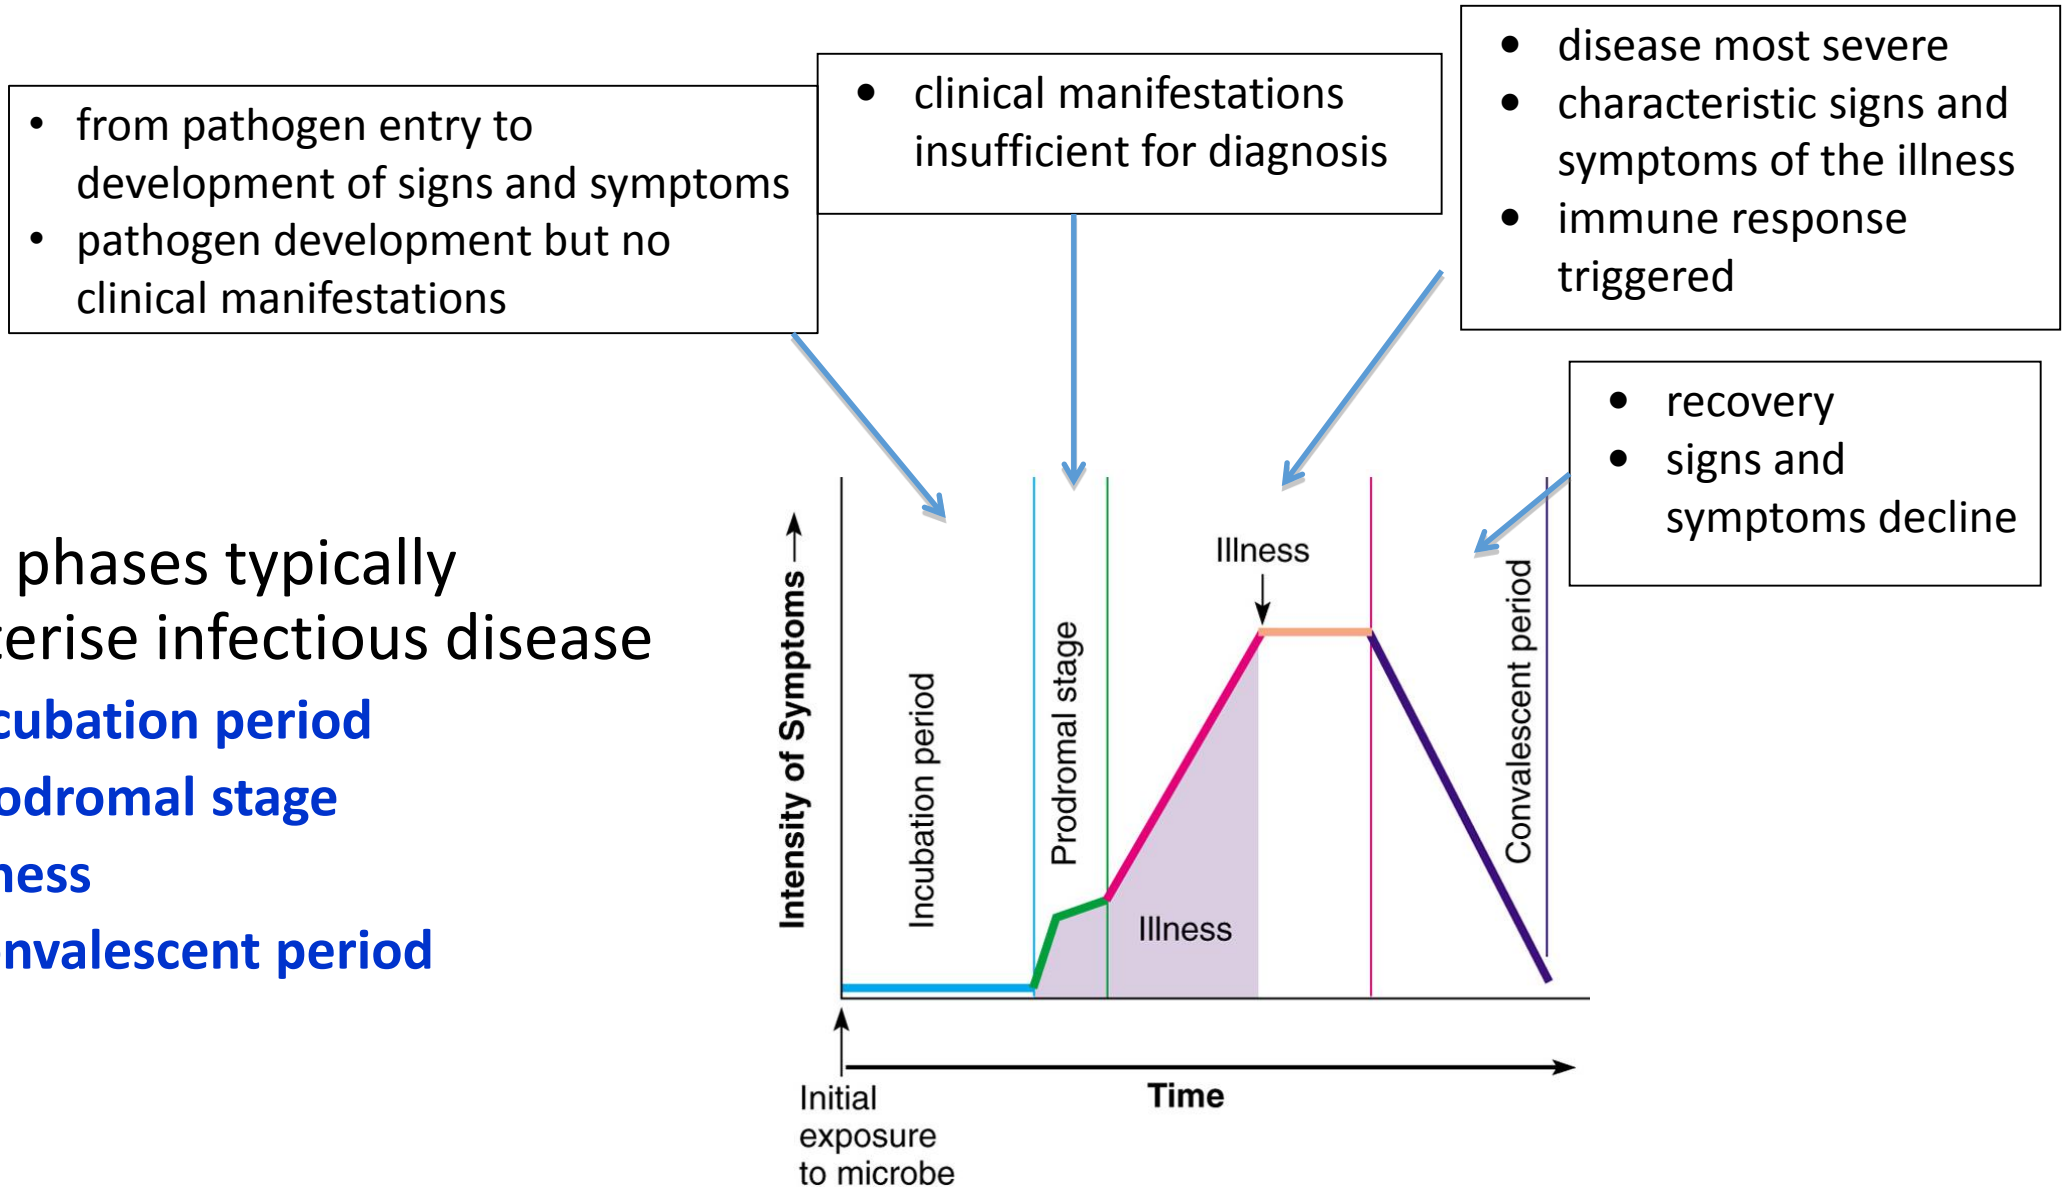 • from pathogen entry to
development of signs and symptoms
• pathogen development but no
clinical manifestations
• clinical manifestations
insufficient for diagnosis
• disease most severe
• characteristic signs and
symptoms of the illness
• immune response
triggered
• recovery
• signs and
symptoms decline
phases typically
terise infectious disease
cubation period
odromal stage
ness
nvalescent period
Intensity of Symptoms
Incubation period
Prodromal stage
Illness
Illness
Convalescent period
Time
Initial
exposure
to microbe